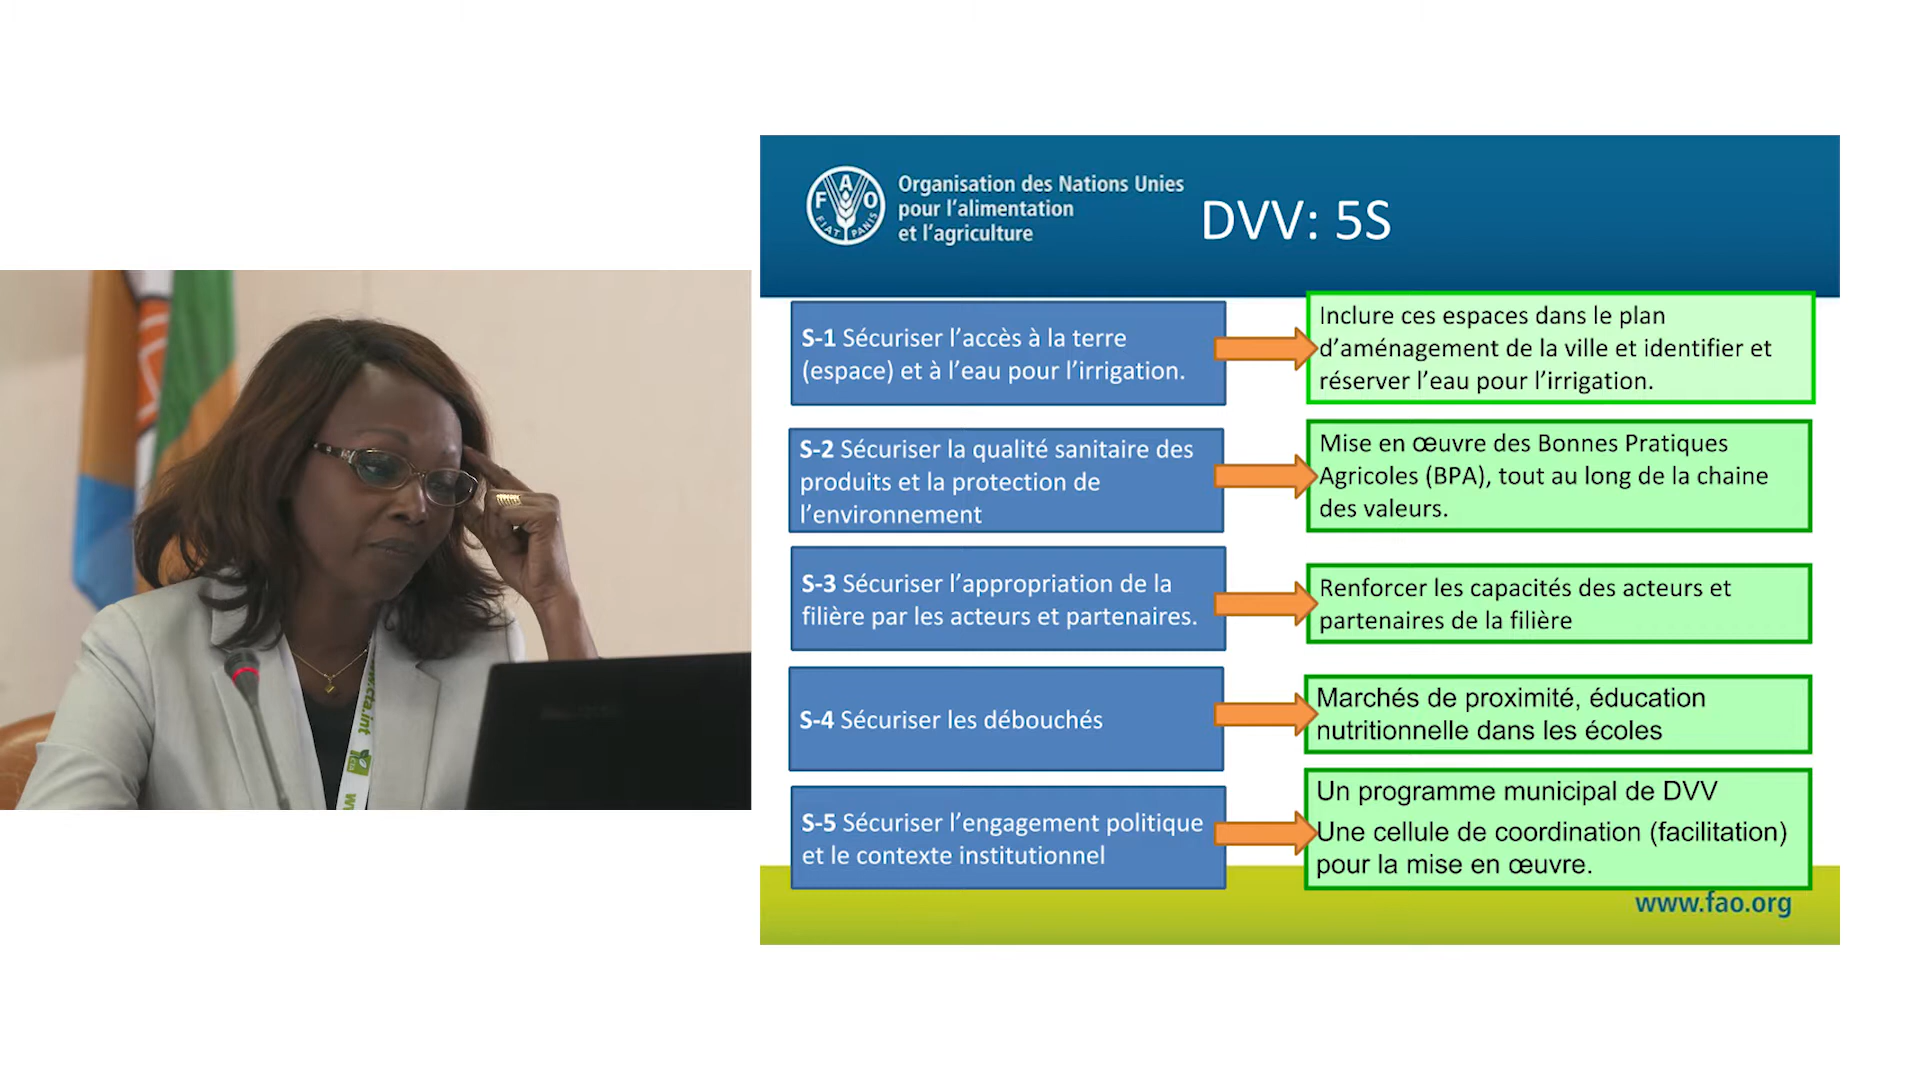 www.cta.int
CTA
F A O
FIAT PANIS
Organisation des Nations Unies
pour l’alimentation
et l’agriculture
DVV: 5S
S-1 Sécuriser l’accès à la terre
(espace) et à l’eau pour l’irrigation.
Inclure ces espaces dans le plan
d’aménagement de la ville et identifier et
réserver l’eau pour l’irrigation.
S-2 Sécuriser la qualité sanitaire des
produits et la protection de
l’environnement
Mise en œuvre des Bonnes Pratiques
Agricoles (BPA), tout au long de la chaine
des valeurs.
S-3 Sécuriser l’appropriation de la
filière par les acteurs et partenaires.
Renforcer les capacités des acteurs et
partenaires de la filière
S-4 Sécuriser les débouchés
Marchés de proximité, éducation
nutritionnelle dans les écoles
S-5 Sécuriser l’engagement politique
et le contexte institutionnel
Un programme municipal de DVV
Une cellule de coordination (facilitation)
pour la mise en œuvre.
www.fao.org